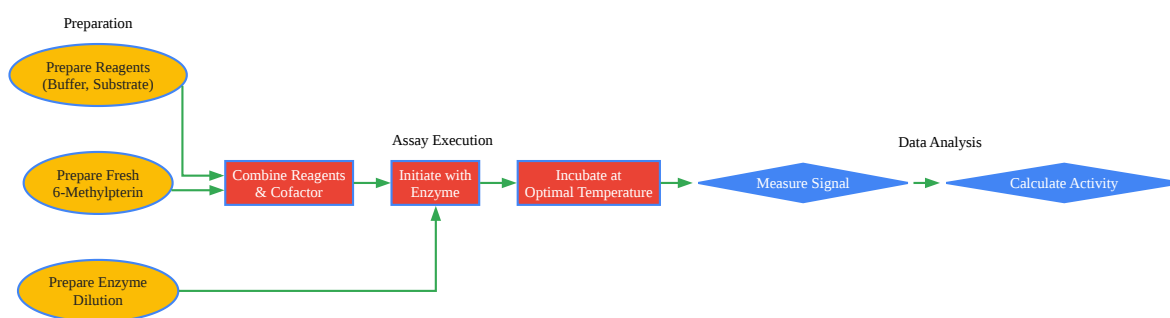 Preparation
Prepare Reagents
(Buffer, Substrate)
Prepare Fresh
6-Methylpterin
Prepare Enzyme
Dilution
Assay Execution
Combine Reagents
& Cofactor
Initiate with
Enzyme
Incubate at
Optimal Temperature
Data Analysis
Measure Signal
Calculate Activity